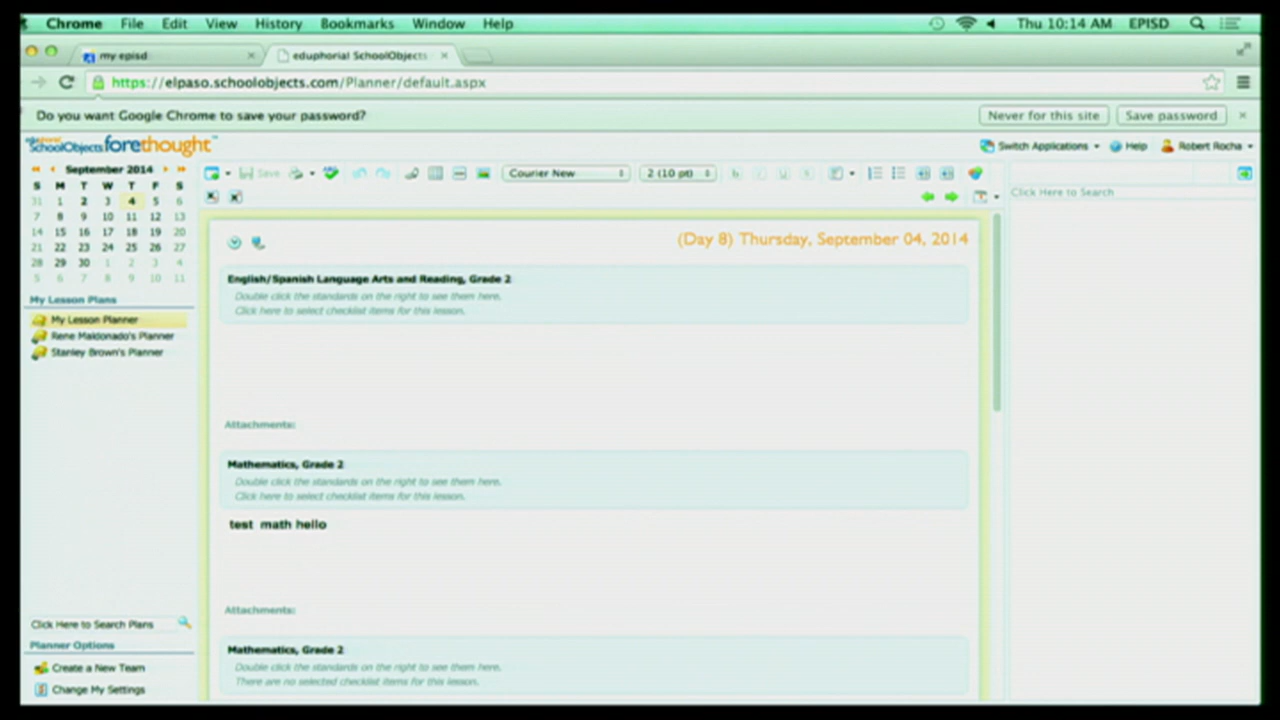 Chrome File Edit View History Bookmarks Window Help Thu 10:14 AM EPISD
my episd eduphoria! SchoolObjects:
https://elpaso.schoolobjects.com/Planner/default.aspx
Do you want Google Chrome to save your password? Never for this site Save password
SchoolObjects forethought Switch Applications Help Robert Rocha
September 2014
S M T W T F S
31 1 2 3 4 5 6
7 8 9 10 11 12 13
14 15 16 17 18 19 20
21 22 23 24 25 26 27
28 29 30 1 2 3 4
5 6 7 8 9 10 11
My Lesson Plans
My Lesson Planner
Rene Maldonado's Planner
Stanley Brown's Planner
Click Here to Search Plans
Planner Options
Create a New Team
Change My Settings
Save Courier New 2 (10 pt)
(Day 8) Thursday, September 04, 2014
English/Spanish Language Arts and Reading, Grade 2
Double click the standards on the right to see them here.
Click here to select checklist items for this lesson.
Attachments:
Mathematics, Grade 2
Double click the standards on the right to see them here.
Click here to select checklist items for this lesson.
test math hello
Attachments:
Mathematics, Grade 2
Double click the standards on the right to see them here.
There are no selected checklist items for this lesson.
Click Here to Search